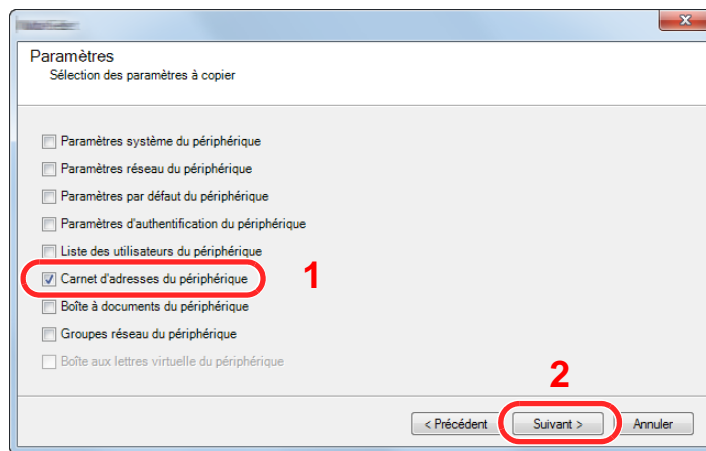 Paramètres
Sélection des paramètres à copier
Paramètres système du périphérique
Paramètres réseau du périphérique
Paramètres par défaut du périphérique
Paramètres d'authentification du périphérique
Liste des utilisateurs du périphérique
Carnet d'adresses du périphérique
1
Boîte à documents du périphérique
Groupes réseau du périphérique
Boîte aux lettres virtuelle du périphérique
2
< Précédent Suivant > Annuler